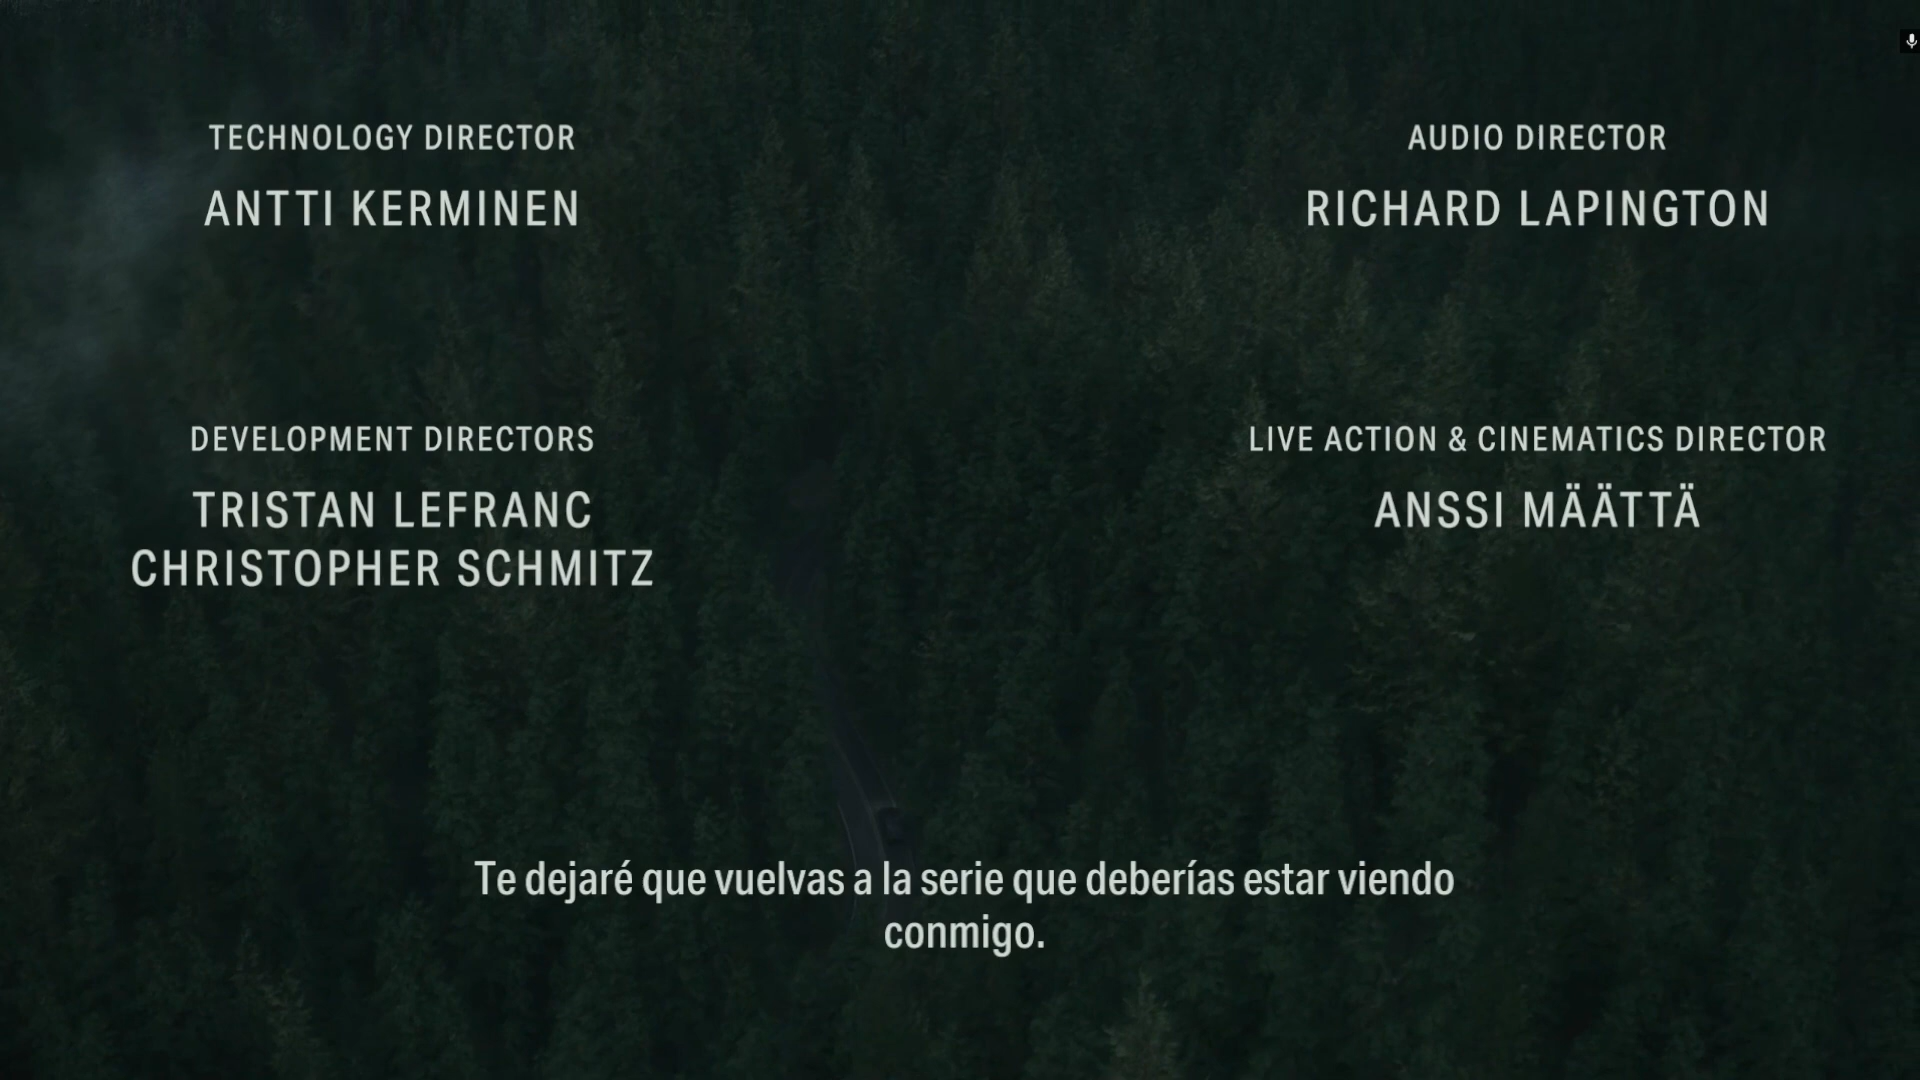 TECHNOLOGY DIRECTOR
ANTTI KERMINEN
AUDIO DIRECTOR
RICHARD LAPINGTON
DEVELOPMENT DIRECTORS
TRISTAN LEFRANC
CHRISTOPHER SCHMITZ
LIVE ACTION & CINEMATICS DIRECTOR
ANSSI MÄÄTTÄ
Te dejaré que vuelvas a la serie que deberías estar viendo
conmigo.